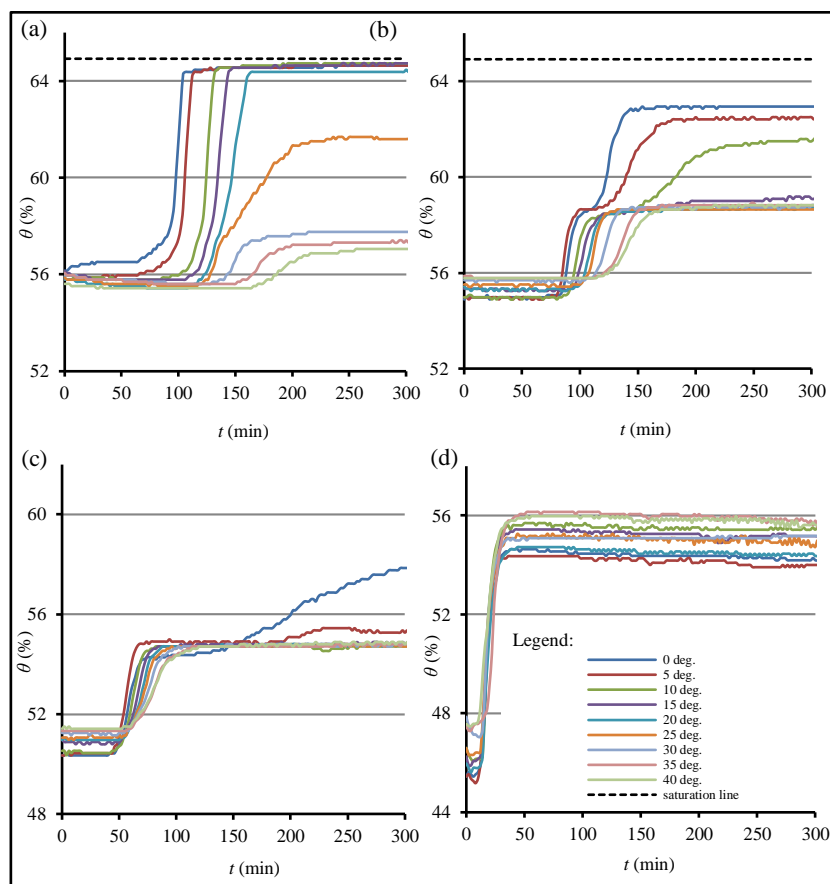 (a)
64
60
56
52
θ (%)
0 50 100 150 200 250 300
t (min)
(b)
64
60
56
52
θ (%)
0 50 100 150 200 250 300
t (min)
(c)
60
56
52
48
θ (%)
0 50 100 150 200 250 300
t (min)
(d)
56
52
48
44
θ (%)
0 50 100 150 200 250 300
t (min)
Legend:
0 deg.
5 deg.
10 deg.
15 deg.
20 deg.
25 deg.
30 deg.
35 deg.
40 deg.
saturation line